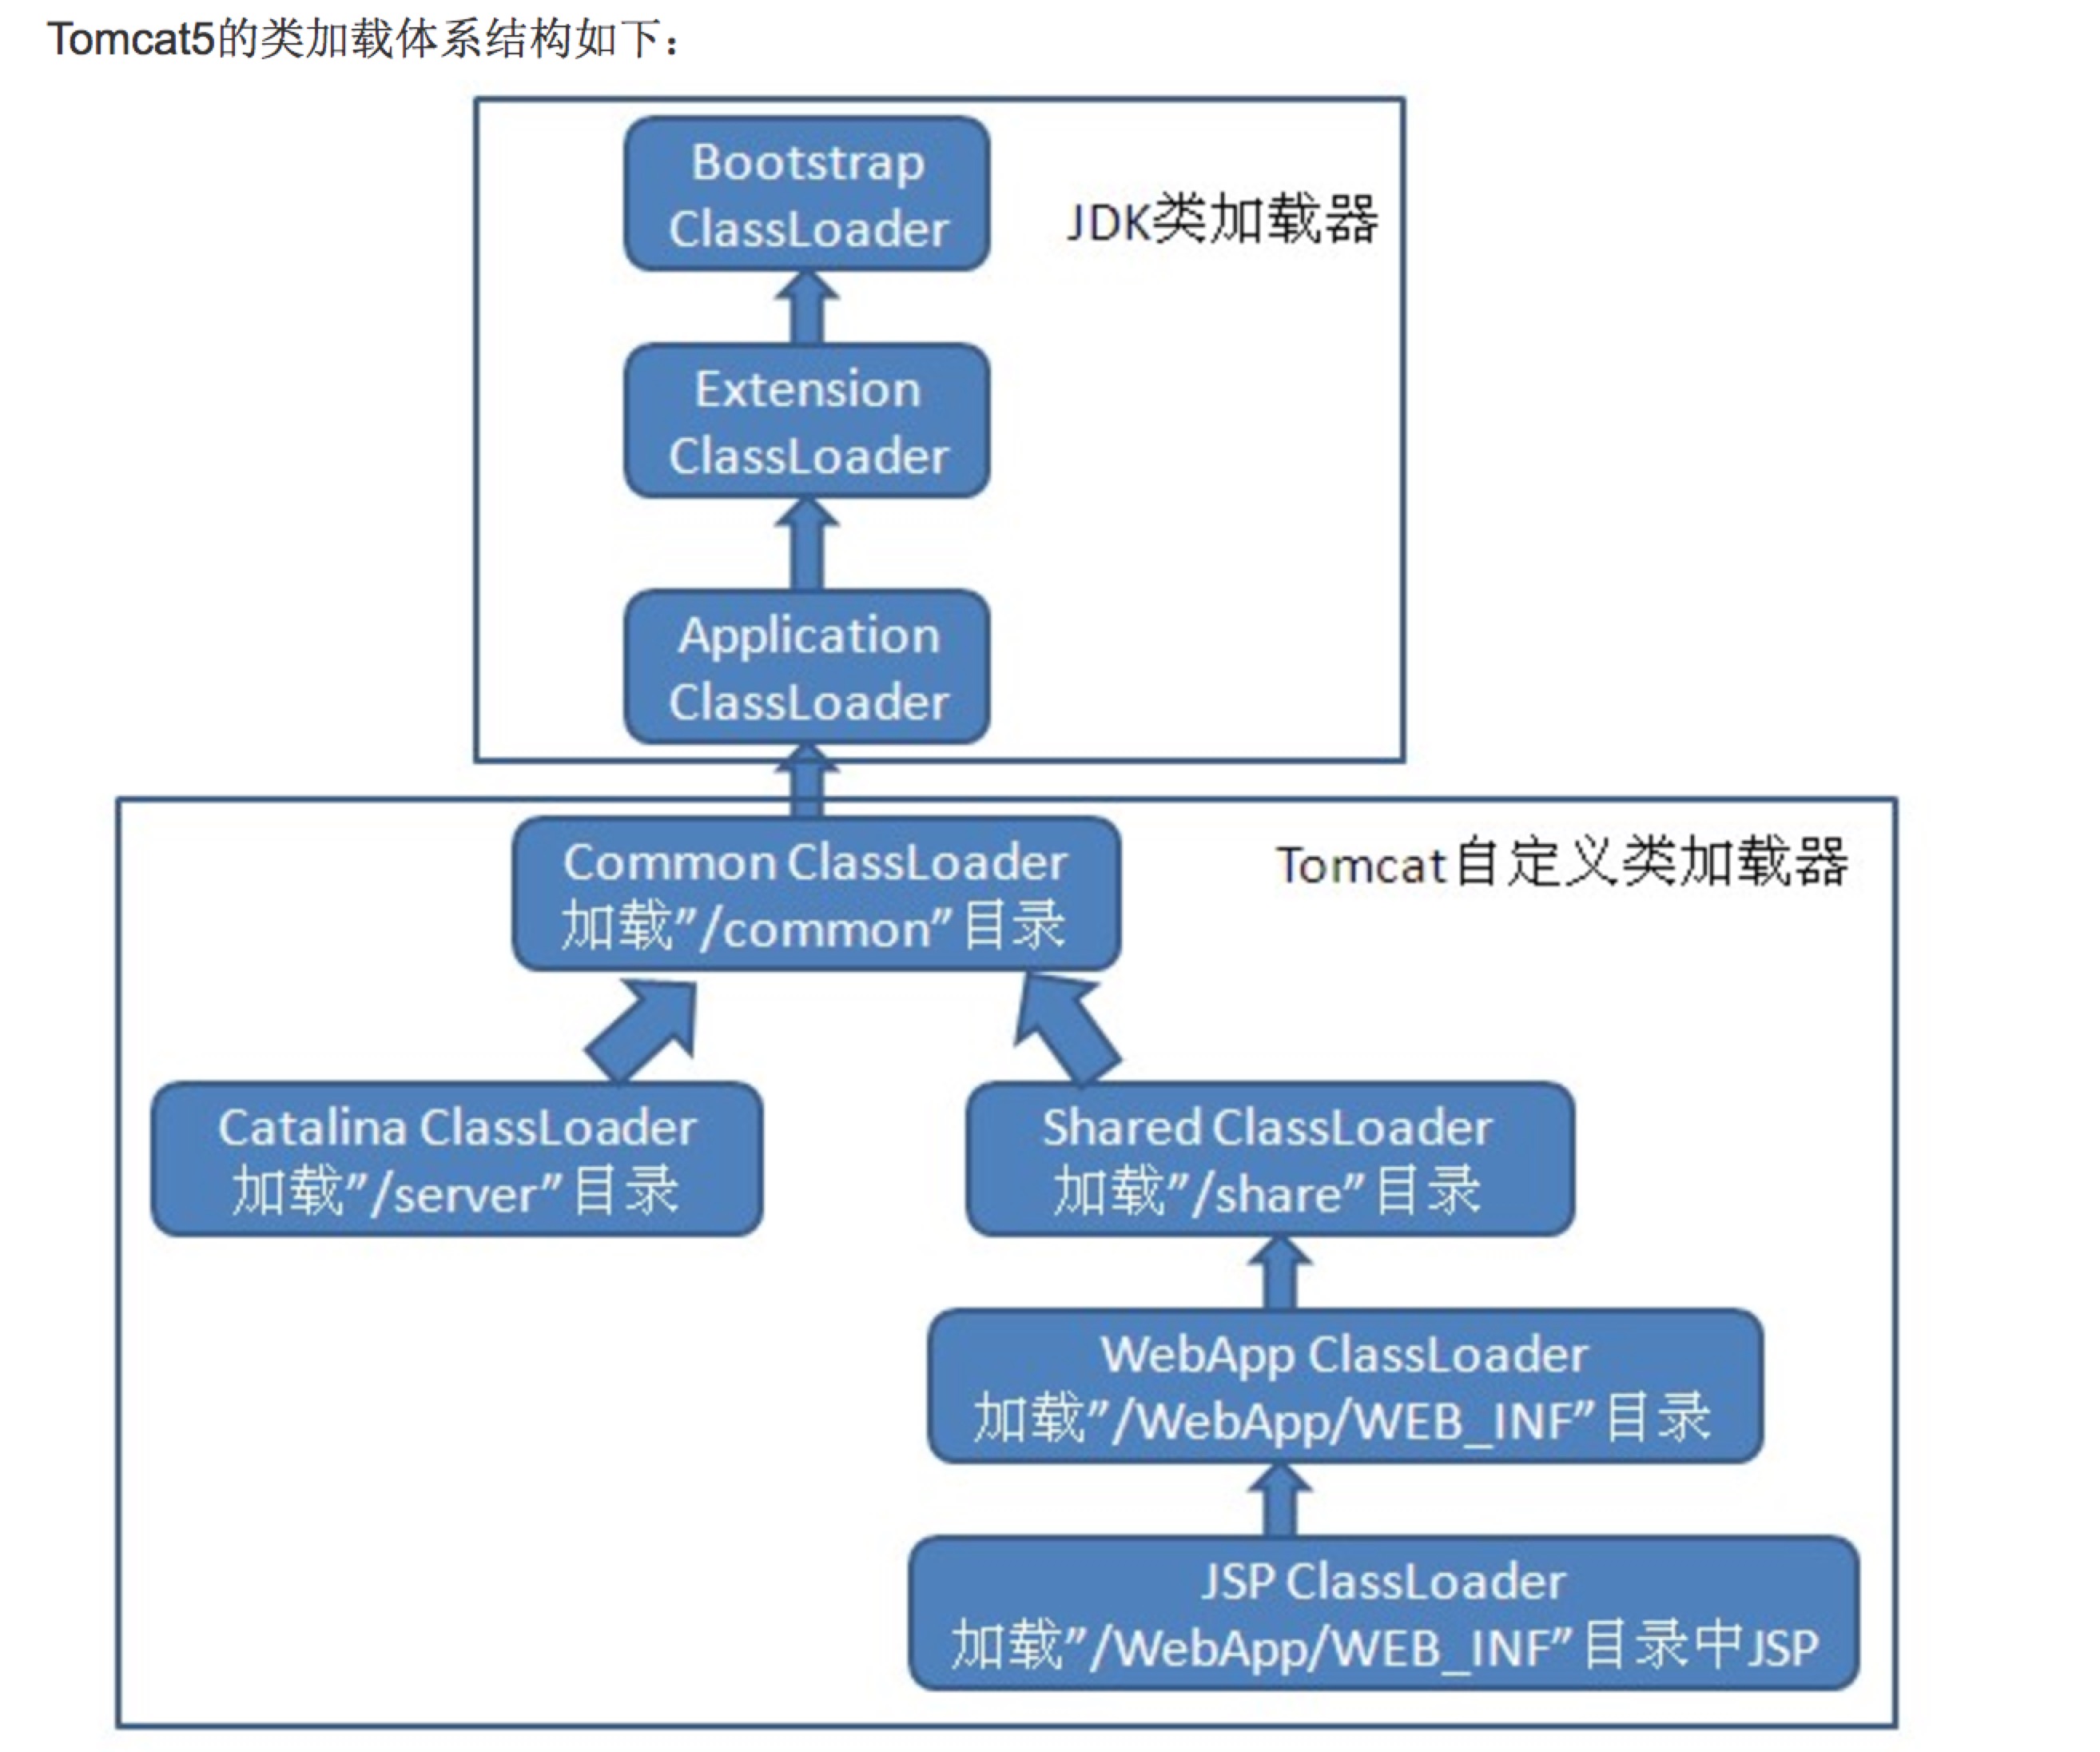 Tomcat5的类加载体系结构如下：
Bootstrap
ClassLoader
JDK类加载器
Extension
ClassLoader
Application
ClassLoader
Common ClassLoader
加载”/common”目录
Tomcat自定义类加载器
Catalina ClassLoader
加载”/server”目录
Shared ClassLoader
加载”/share”目录
WebApp ClassLoader
加载”/WebApp/WEB_INF”目录
JSP ClassLoader
加载”/WebApp/WEB_INF”目录中JSP